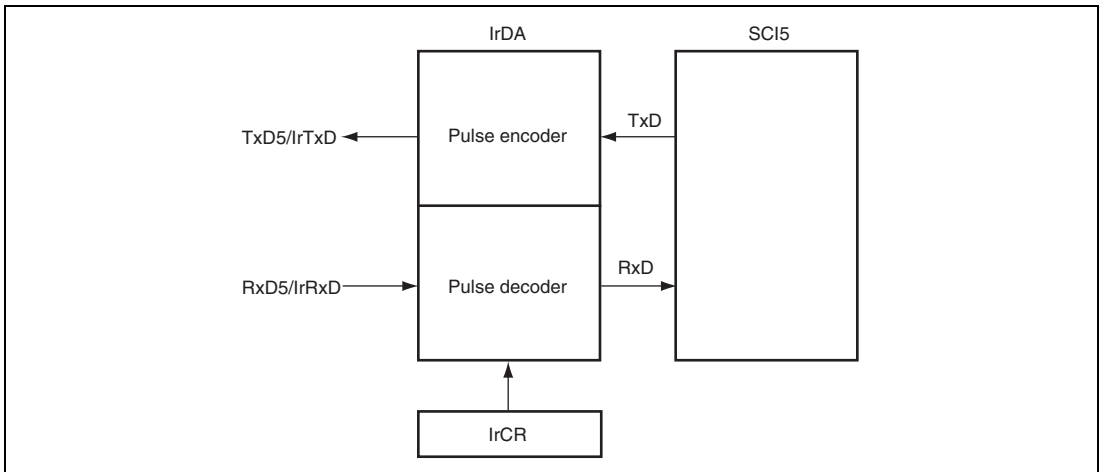 IrDA
SCI5
TxD5/IrTxD
Pulse encoder
TxD
RxD5/IrRxD
Pulse decoder
RxD
IrCR